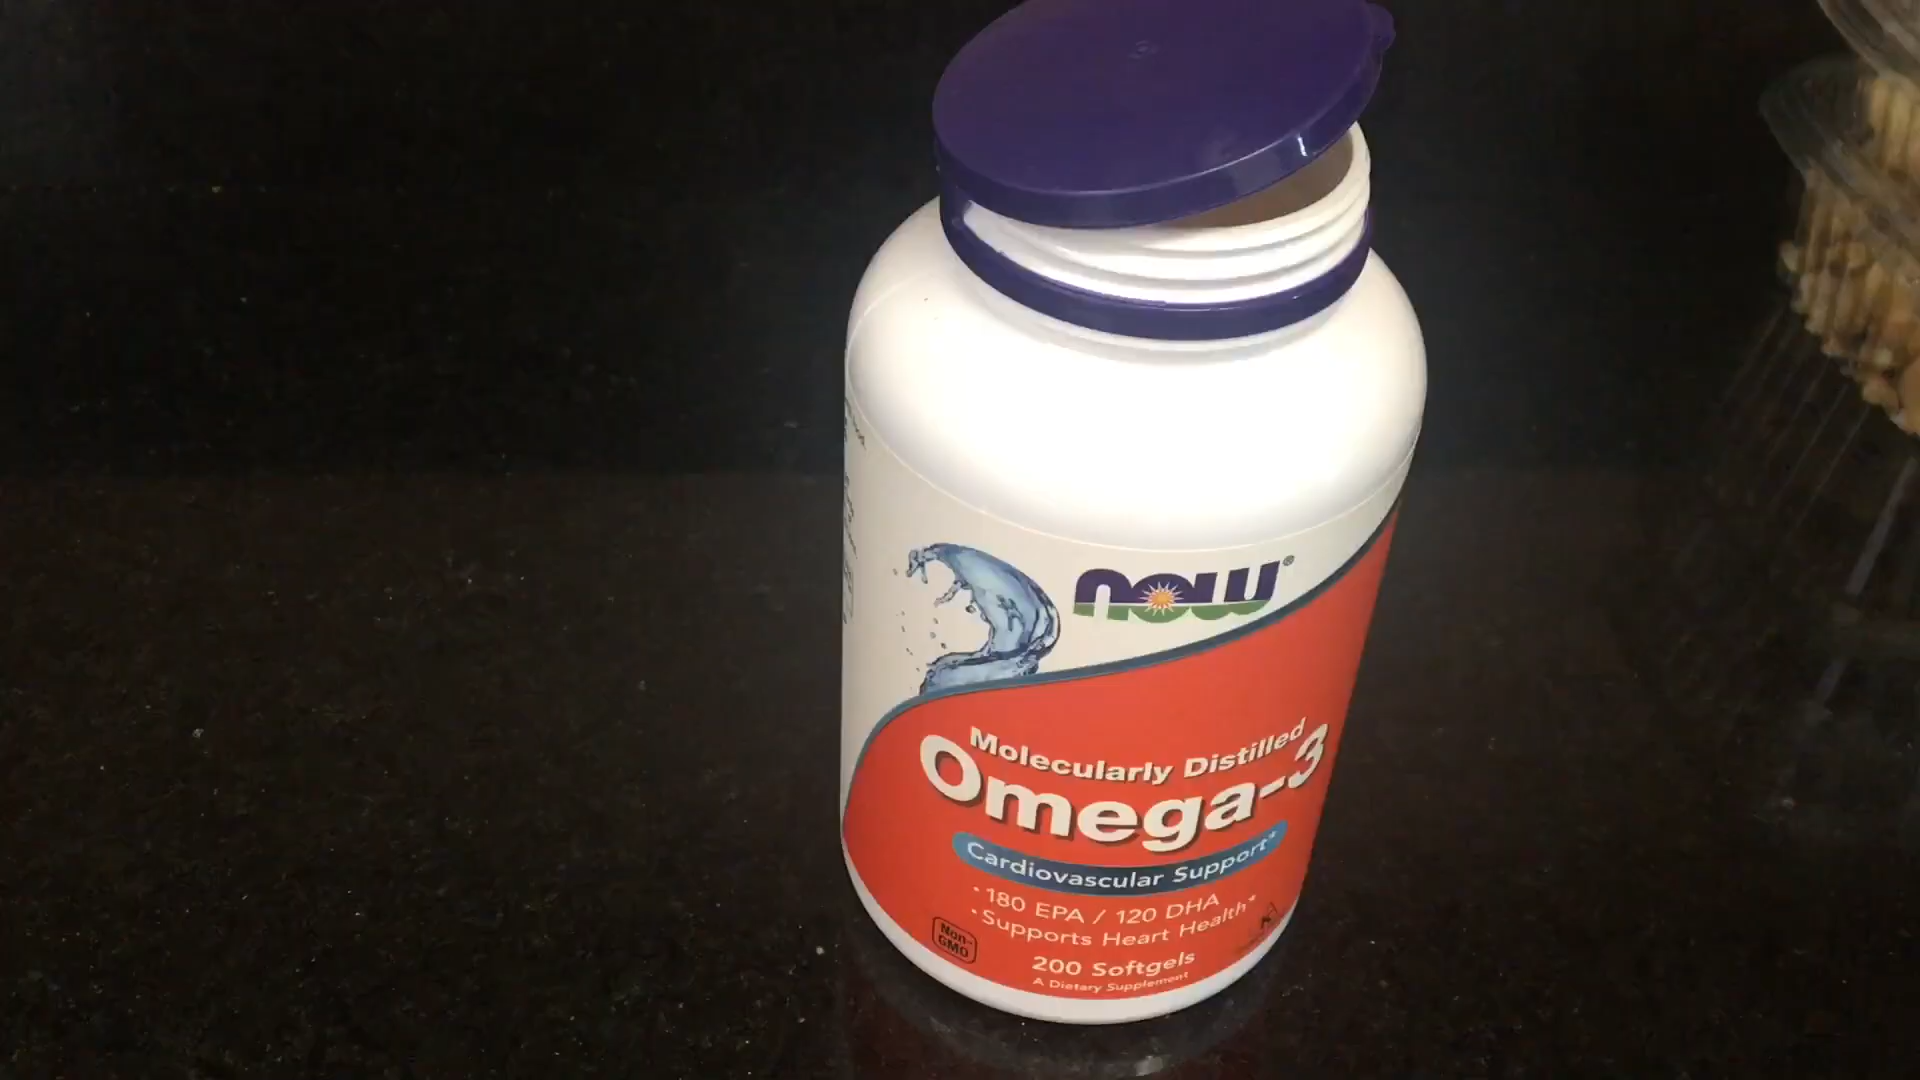 NOW®
Molecularly Distilled
Omega-3
Cardiovascular Support*
• 180 EPA / 120 DHA
• Supports Heart Health*
Non-
GMO
K
200 Softgels
A Dietary Supplement